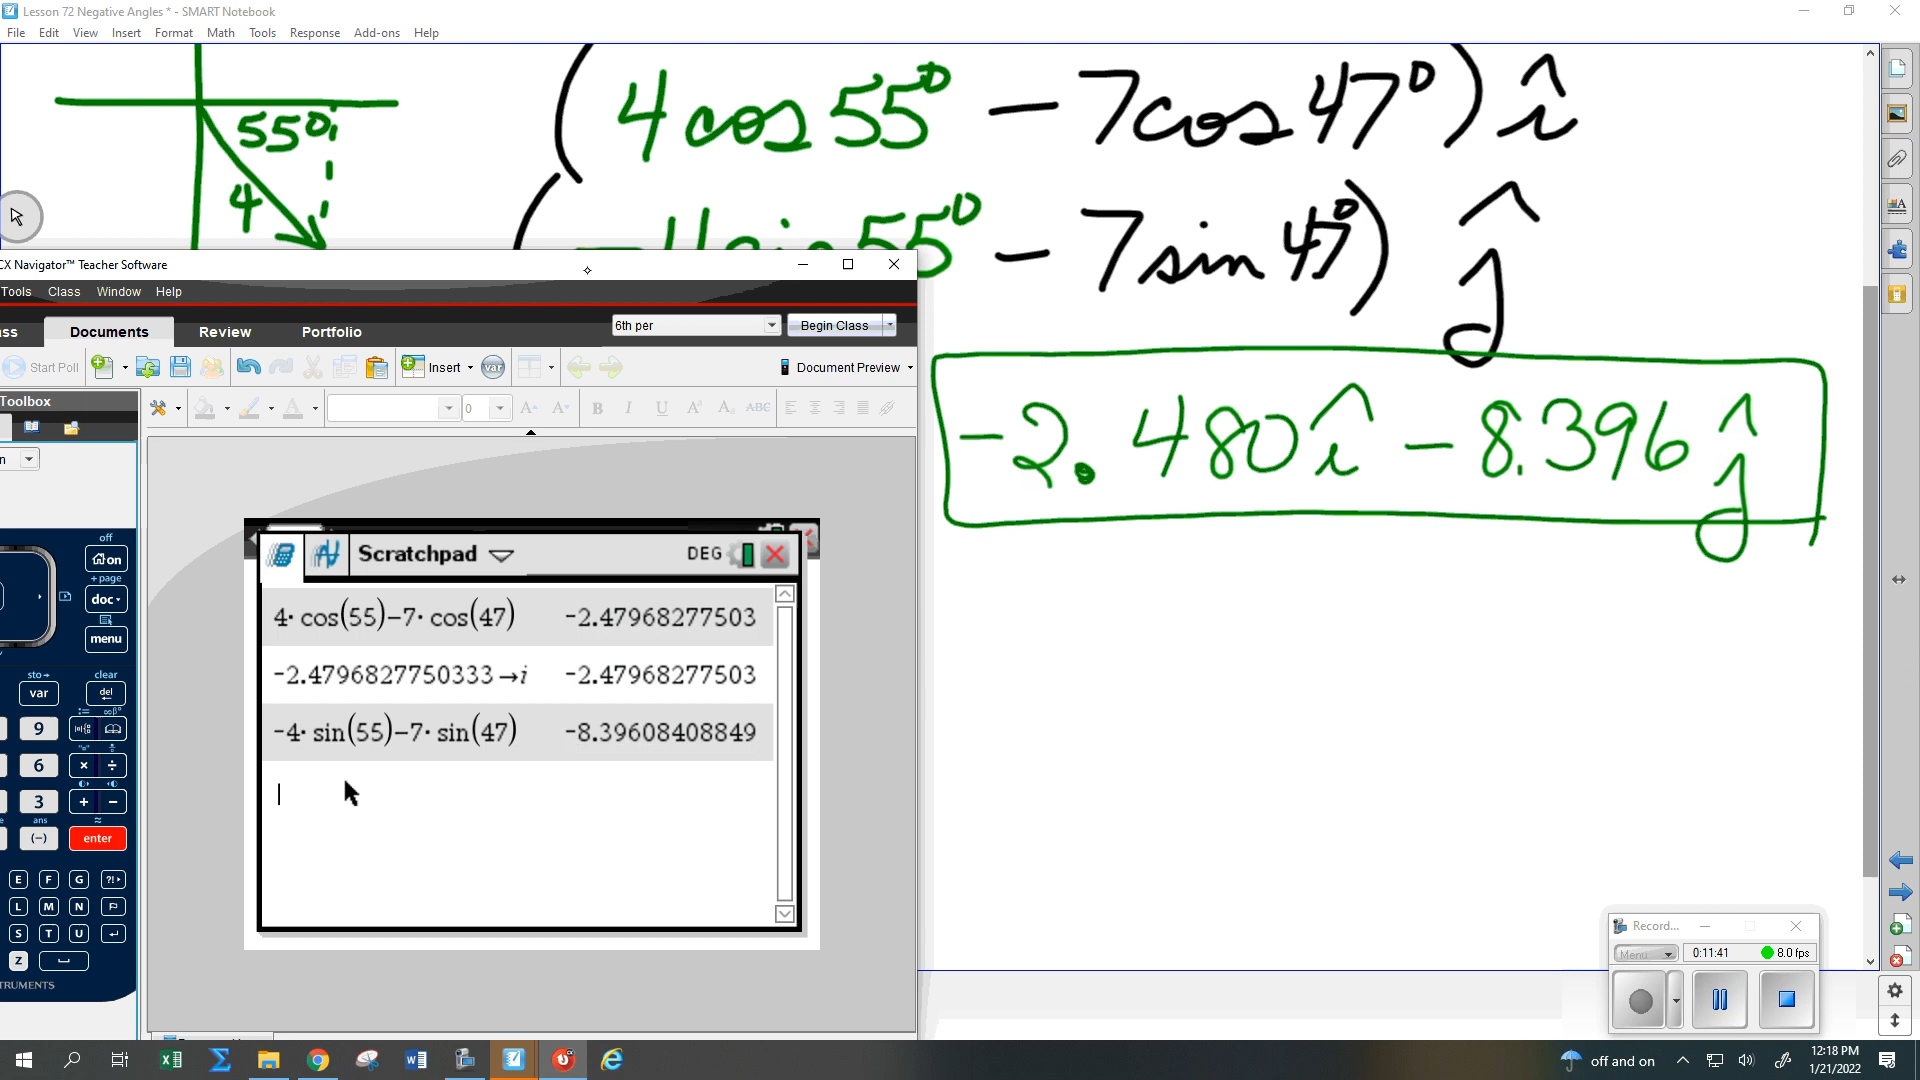 Lesson 72 Negative Angles * - SMART Notebook
File Edit View Insert Format Math Tools Response Add-ons Help
(4cos55° - 7cos47°)î
55°
4
-4sin55° - 7sin47°) ĵ
-2.480î - 8.396ĵ
CX Navigator™ Teacher Software
Tools Class Window Help
ss Documents Review Portfolio
6th per Begin Class
Start Poll Insert var Document Preview
Toolbox
0 B I U A A ABC
n
off
on
+ page
doc
menu
sto→ clear
var del
9
6 × ÷
3 + −
ans ≈
(−) enter
E F G ?!
L M N
S T U
Z
TRUMENTS
Scratchpad DEG
4· cos(55)−7· cos(47) -2.47968277503
-2.4796827750333→i -2.47968277503
-4· sin(55)−7· sin(47) -8.39608408849
Record...
Menu 0:11:41 8.0 fps
off and on
12:18 PM
1/21/2022